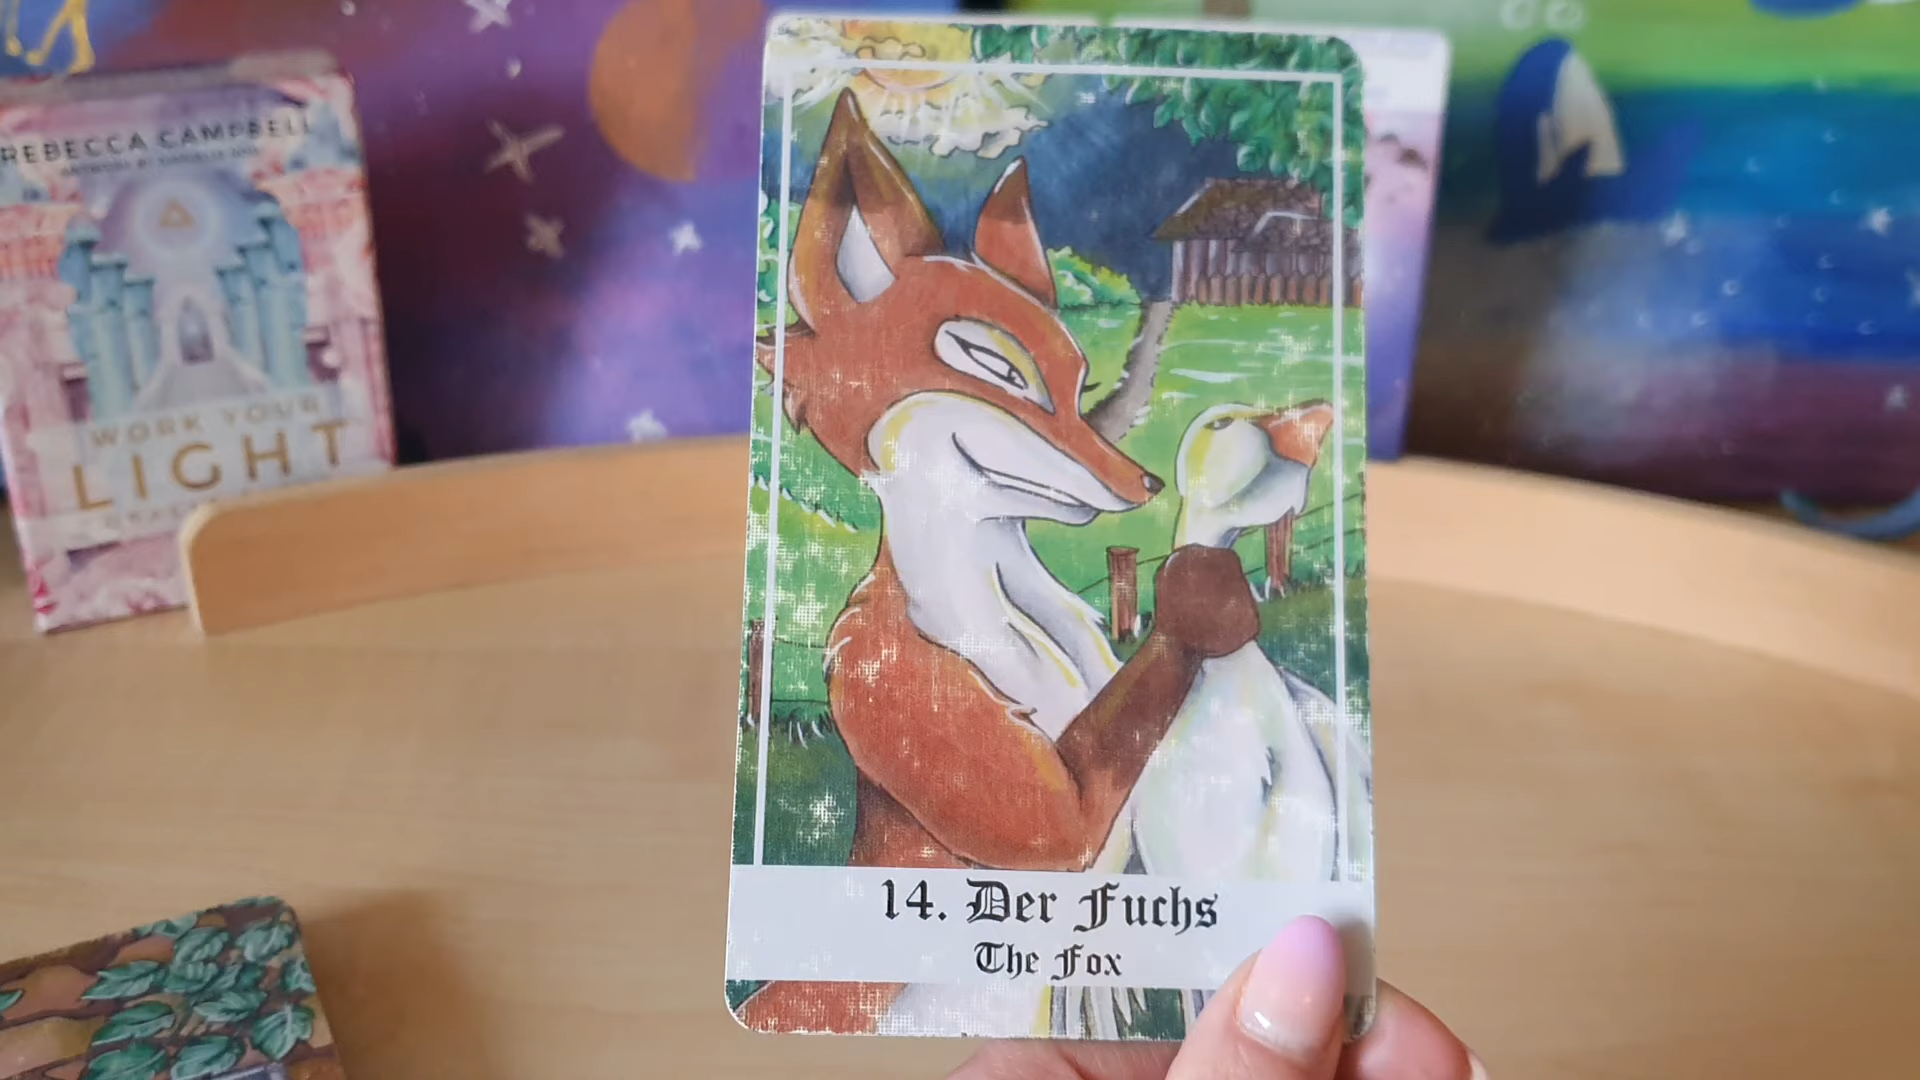 REBECCA CAMPBELL
WORK YOUR
LIGHT
14. Der Fuchs
The Fox